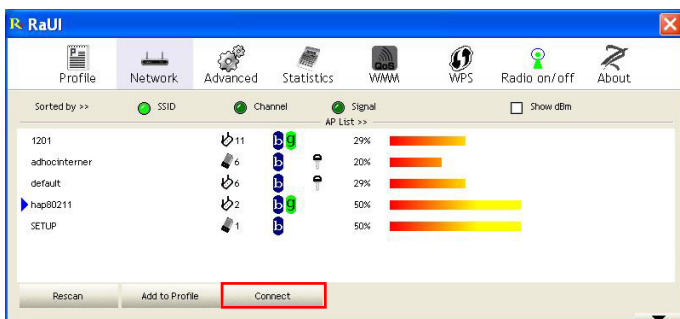 R RaUI
Profile Network Advanced Statistics QoS WMM WPS Radio on/off About
Sorted by >> SSID Channel Signal Show dBm
AP List >>
1201 11 b g 29%
adhocinterner 6 b 20%
default 6 b 29%
hap80211 2 b g 50%
SETUP 1 b 50%
Rescan Add to Profile Connect